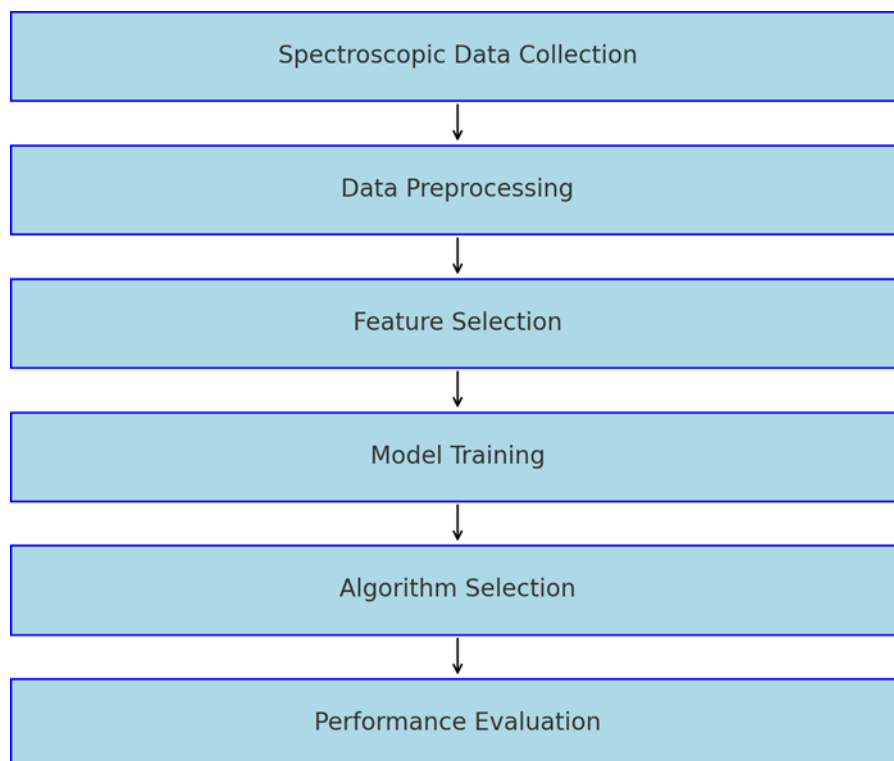 Spectroscopic Data Collection
Data Preprocessing
Feature Selection
Model Training
Algorithm Selection
Performance Evaluation